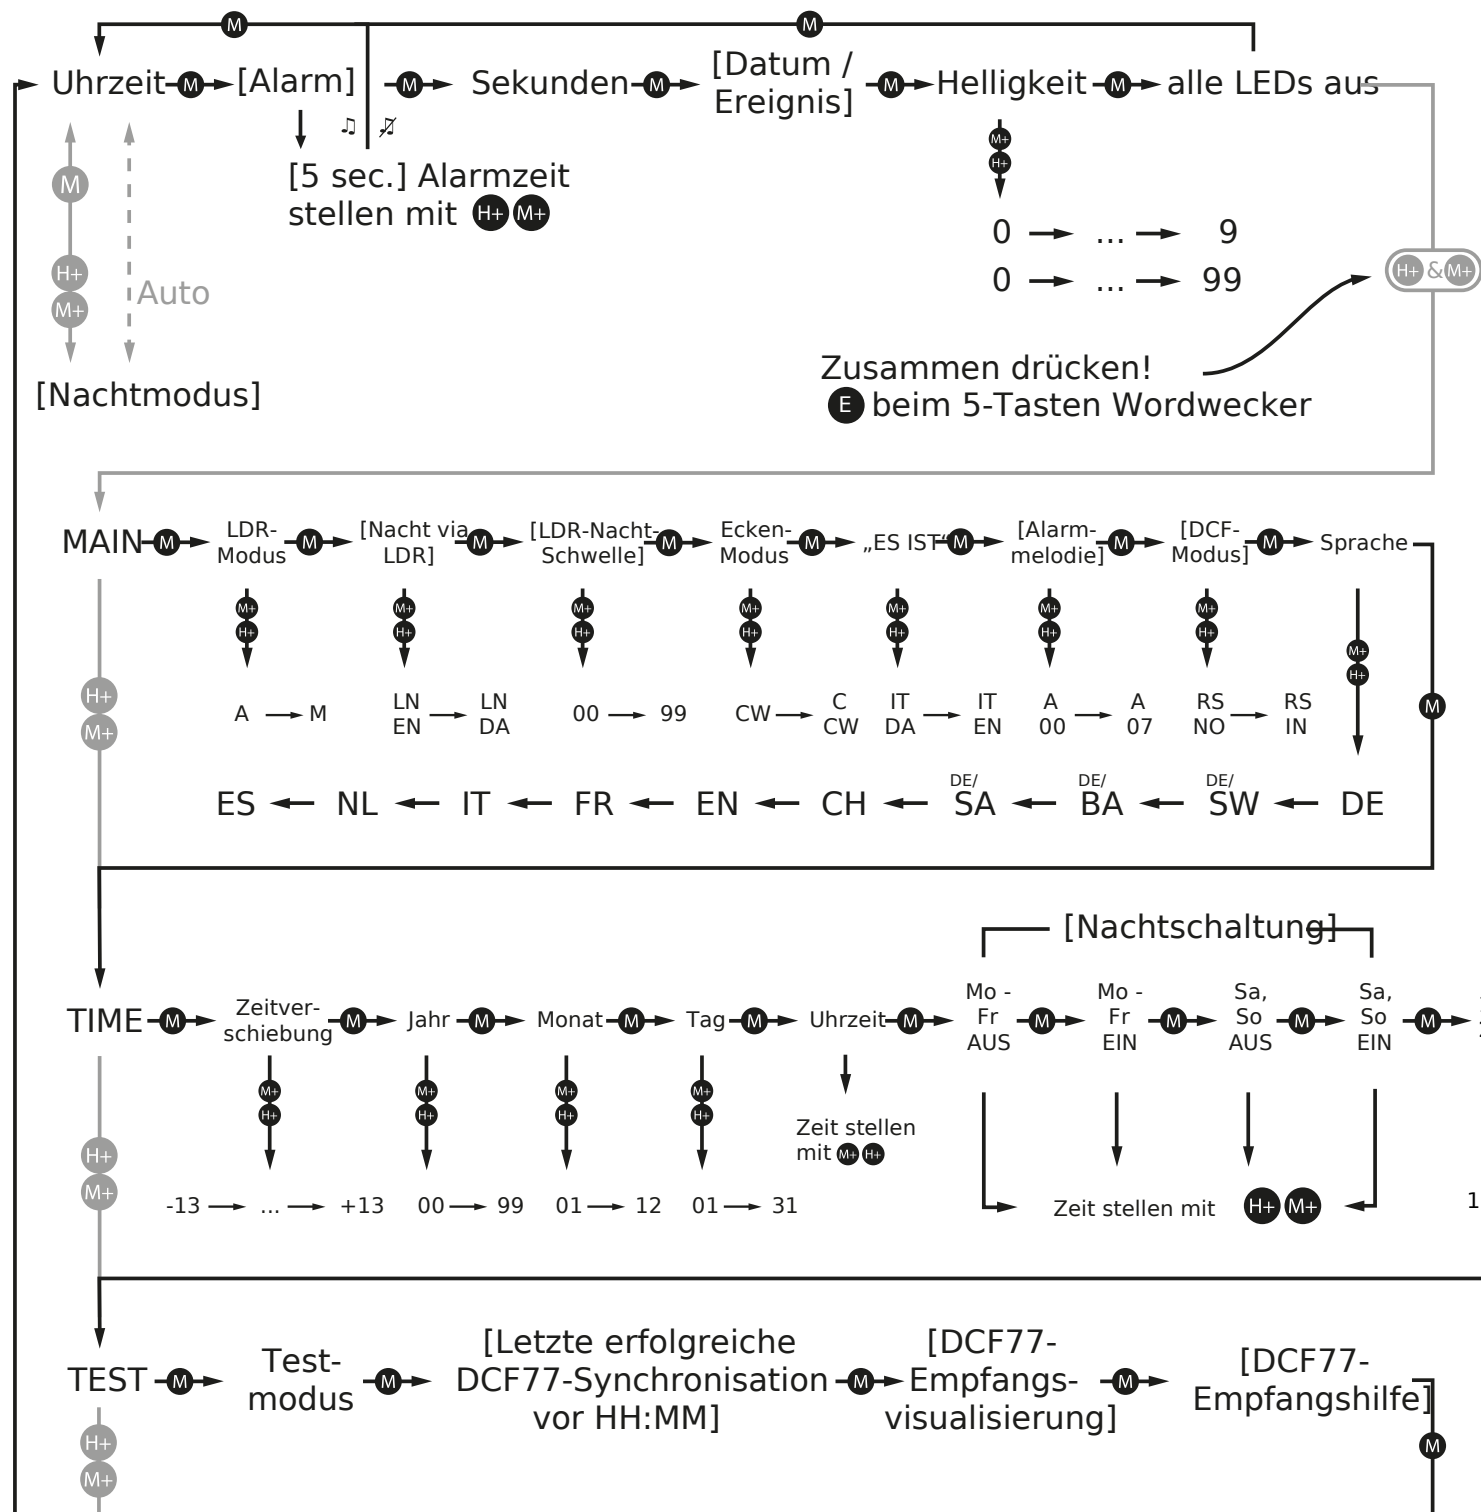 M M
Uhrzeit M [Alarm] M Sekunden M [Datum / Ereignis] M Helligkeit M alle LEDs aus
♫ ♫
[5 sec.] Alarmzeit
stellen mit H+ M+
M+
H+
0 ... 9
0 ... 99
M
H+
M+
Auto
H+ & M+
[Nachtmodus]
Zusammen drücken!
E beim 5-Tasten Wordwecker
MAIN M LDR-Modus M [Nacht via LDR] M [LDR-Nacht-Schwelle] M Ecken-Modus M „ES IST“ M [Alarm-melodie] M [DCF-Modus] M Sprache
M+ M+ M+ M+ M+ M+ M+
H+ H+ H+ H+ H+ H+ H+
M+
H+
H+
M+
M
A M
LN EN LN DA
00 99
CW C CW
IT DA IT EN
A 00 A 07
RS NO RS IN
ES NL IT FR EN CH DE/SA DE/BA DE/SW DE
[Nachtschaltung]
TIME M Zeitver-schiebung M Jahr M Monat M Tag M Uhrzeit M Mo - Fr AUS M Mo - Fr EIN M Sa, So AUS M Sa, So EIN M
M+ M+ M+ M+
H+ H+ H+ H+
Zeit stellen
mit M+ H+
H+
M+
-13 ... +13 00 99 01 12 01 31
Zeit stellen mit H+ M+
1
TEST M Test-modus M [Letzte erfolgreiche DCF77-Synchronisation vor HH:MM] M [DCF77-Empfangs-visualisierung] M [DCF77-Empfangshilfe]
H+
M+
M